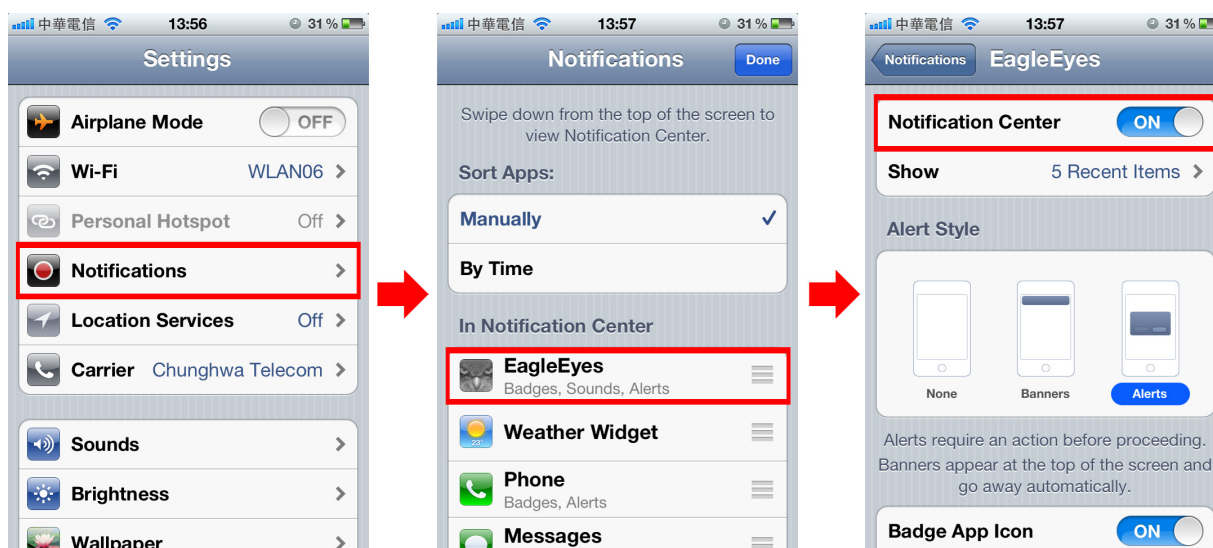 中華電信 13:56 31%
Settings
Airplane Mode OFF
Wi-Fi WLAN06
Personal Hotspot Off
Notifications
Location Services Off
Carrier Chunghwa Telecom
Sounds
Brightness
Wallpaper
中華電信 13:57 31%
Notifications Done
Swipe down from the top of the screen to
view Notification Center.
Sort Apps:
Manually
By Time
In Notification Center
EagleEyes
Badges, Sounds, Alerts
23°
Weather Widget
Phone
Badges, Alerts
Messages
中華電信 13:57 31%
Notifications EagleEyes
Notification Center ON
Show 5 Recent Items
Alert Style
None Banners Alerts
Alerts require an action before proceeding.
Banners appear at the top of the screen and
go away automatically.
Badge App Icon ON